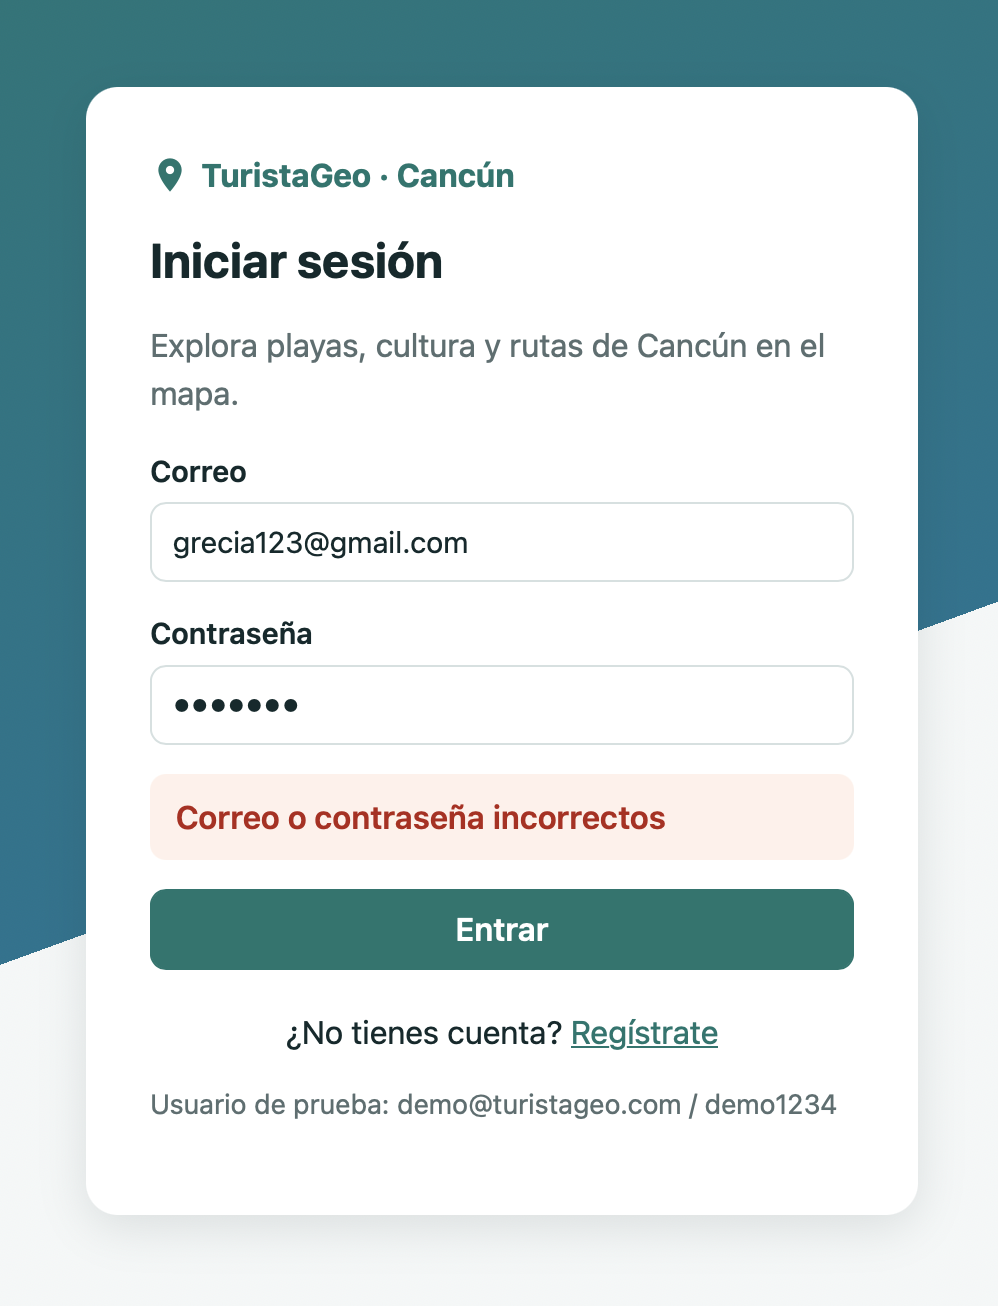 TuristaGeo · Cancún
Iniciar sesión
Explora playas, cultura y rutas de Cancún en el
mapa.
Correo
grecia123@gmail.com
Contraseña
•••••••
Correo o contraseña incorrectos
Entrar
¿No tienes cuenta? Regístrate
Usuario de prueba: demo@turistageo.com / demo1234